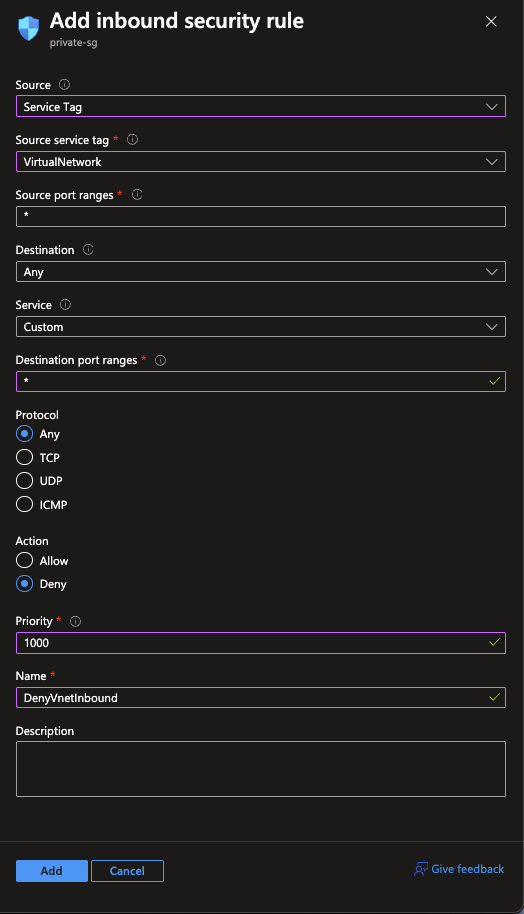 Add inbound security rule
private-sg
Source
Service Tag
Source service tag *
VirtualNetwork
Source port ranges *
*
Destination
Any
Service
Custom
Destination port ranges *
*
Protocol
Any
TCP
UDP
ICMP
Action
Allow
Deny
Priority *
1000
Name *
DenyVnetInbound
Description
Add Cancel Give feedback